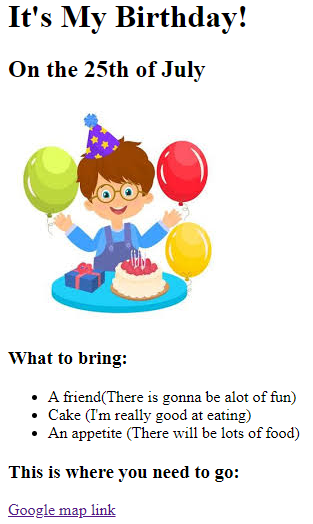 It's My Birthday!
On the 25th of July
What to bring:
A friend(There is gonna be alot of fun)
Cake (I'm really good at eating)
An appetite (There will be lots of food)
This is where you need to go:
Google map link